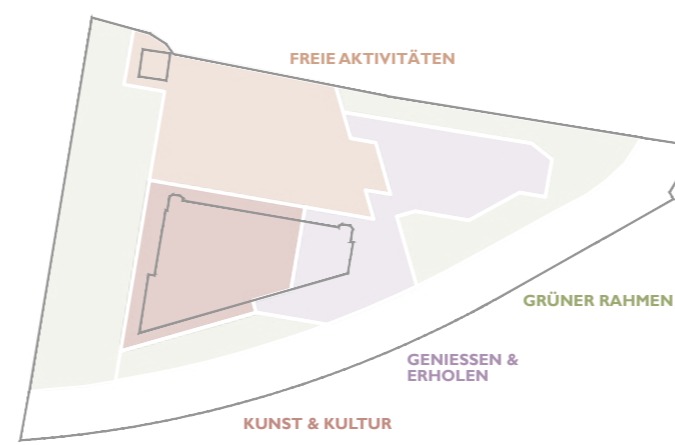 FREIE AKTIVITÄTEN
GRÜNER RAHMEN
GENIESSEN &
ERHOLEN
KUNST & KULTUR